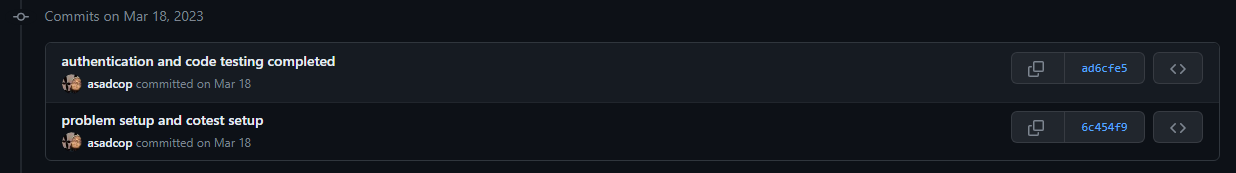 Commits on Mar 18, 2023
authentication and code testing completed
asadcop committed on Mar 18
ad6cfe5
problem setup and cotest setup
asadcop committed on Mar 18
6c454f9